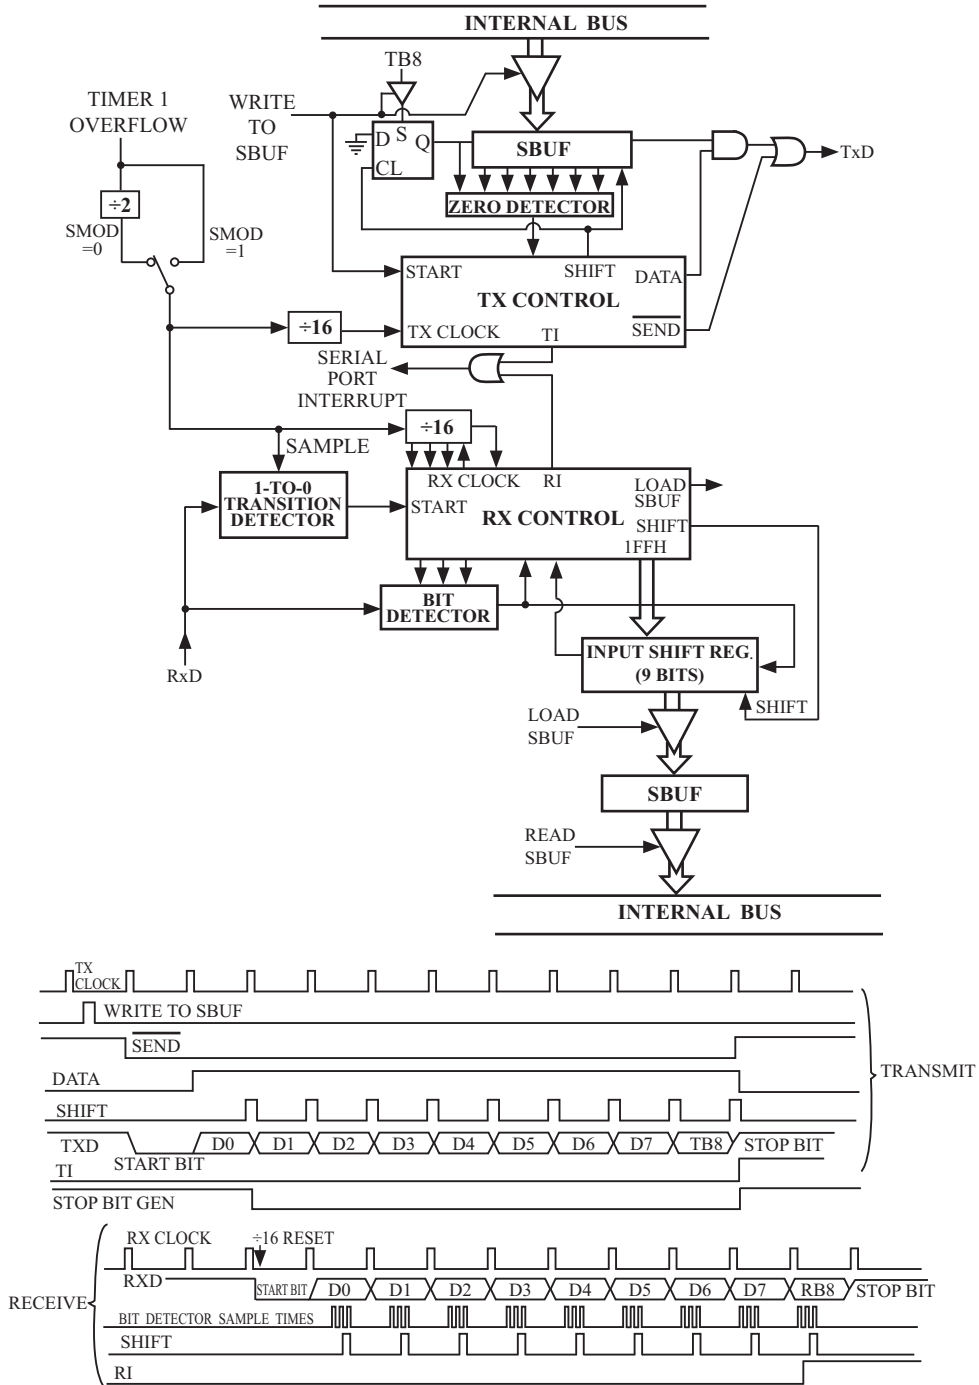 INTERNAL BUS
TB8
TIMER 1
OVERFLOW
WRITE
TO
SBUF
D S Q
CL
SBUF
TxD
÷2
ZERO DETECTOR
SMOD
=0
SMOD
=1
START
SHIFT
DATA
TX CONTROL
÷16
TX CLOCK
TI
SEND
SERIAL
PORT
INTERRUPT
÷16
SAMPLE
1-TO-0
TRANSITION
DETECTOR
RX CLOCK
RI
LOAD
SBUF
START
RX CONTROL
SHIFT
1FFH
BIT
DETECTOR
RxD
INPUT SHIFT REG.
(9 BITS)
SHIFT
LOAD
SBUF
SBUF
READ
SBUF
INTERNAL BUS
TX
CLOCK
WRITE TO SBUF
SEND
DATA
TRANSMIT
SHIFT
TXD
START BIT
D0 D1 D2 D3 D4 D5 D6 D7 TB8 STOP BIT
TI
STOP BIT GEN
RX CLOCK
÷16 RESET
RXD
START BIT D0 D1 D2 D3 D4 D5 D6 D7 RB8 STOP BIT
RECEIVE
BIT DETECTOR SAMPLE TIMES
SHIFT
RI